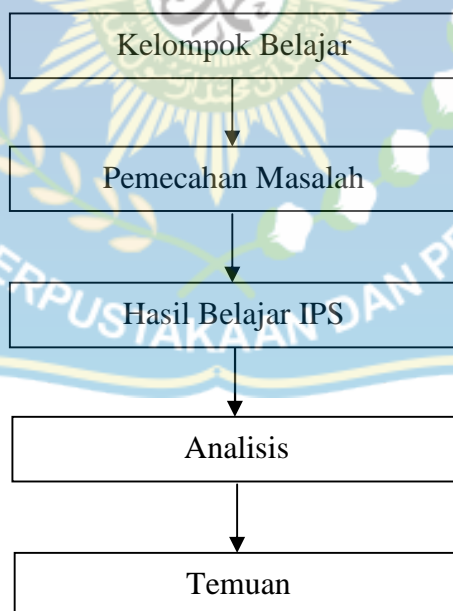 Kelompok Belajar
Pemecahan Masalah
Hasil Belajar IPS
Analisis
Temuan